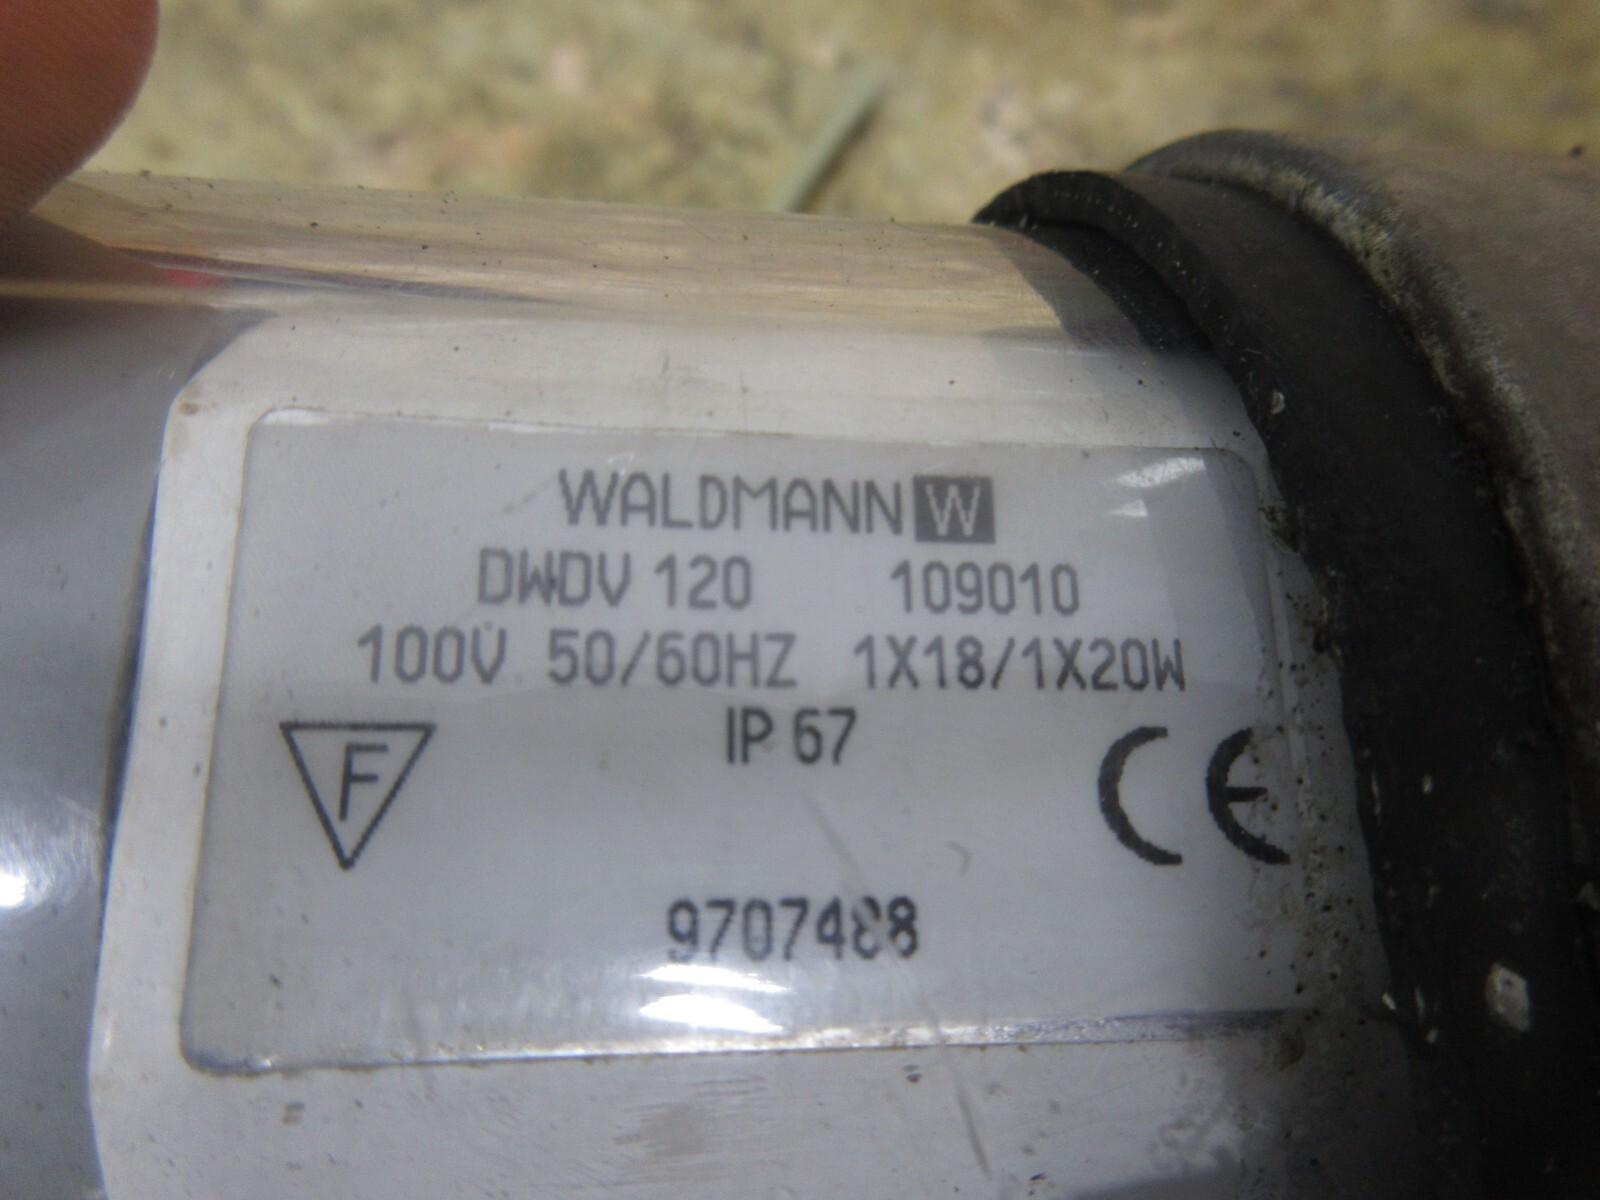 WALDMANN W
DWDV 120 109010
100V 50/60HZ 1X18/1X20W
IP 67
F CE
9707488